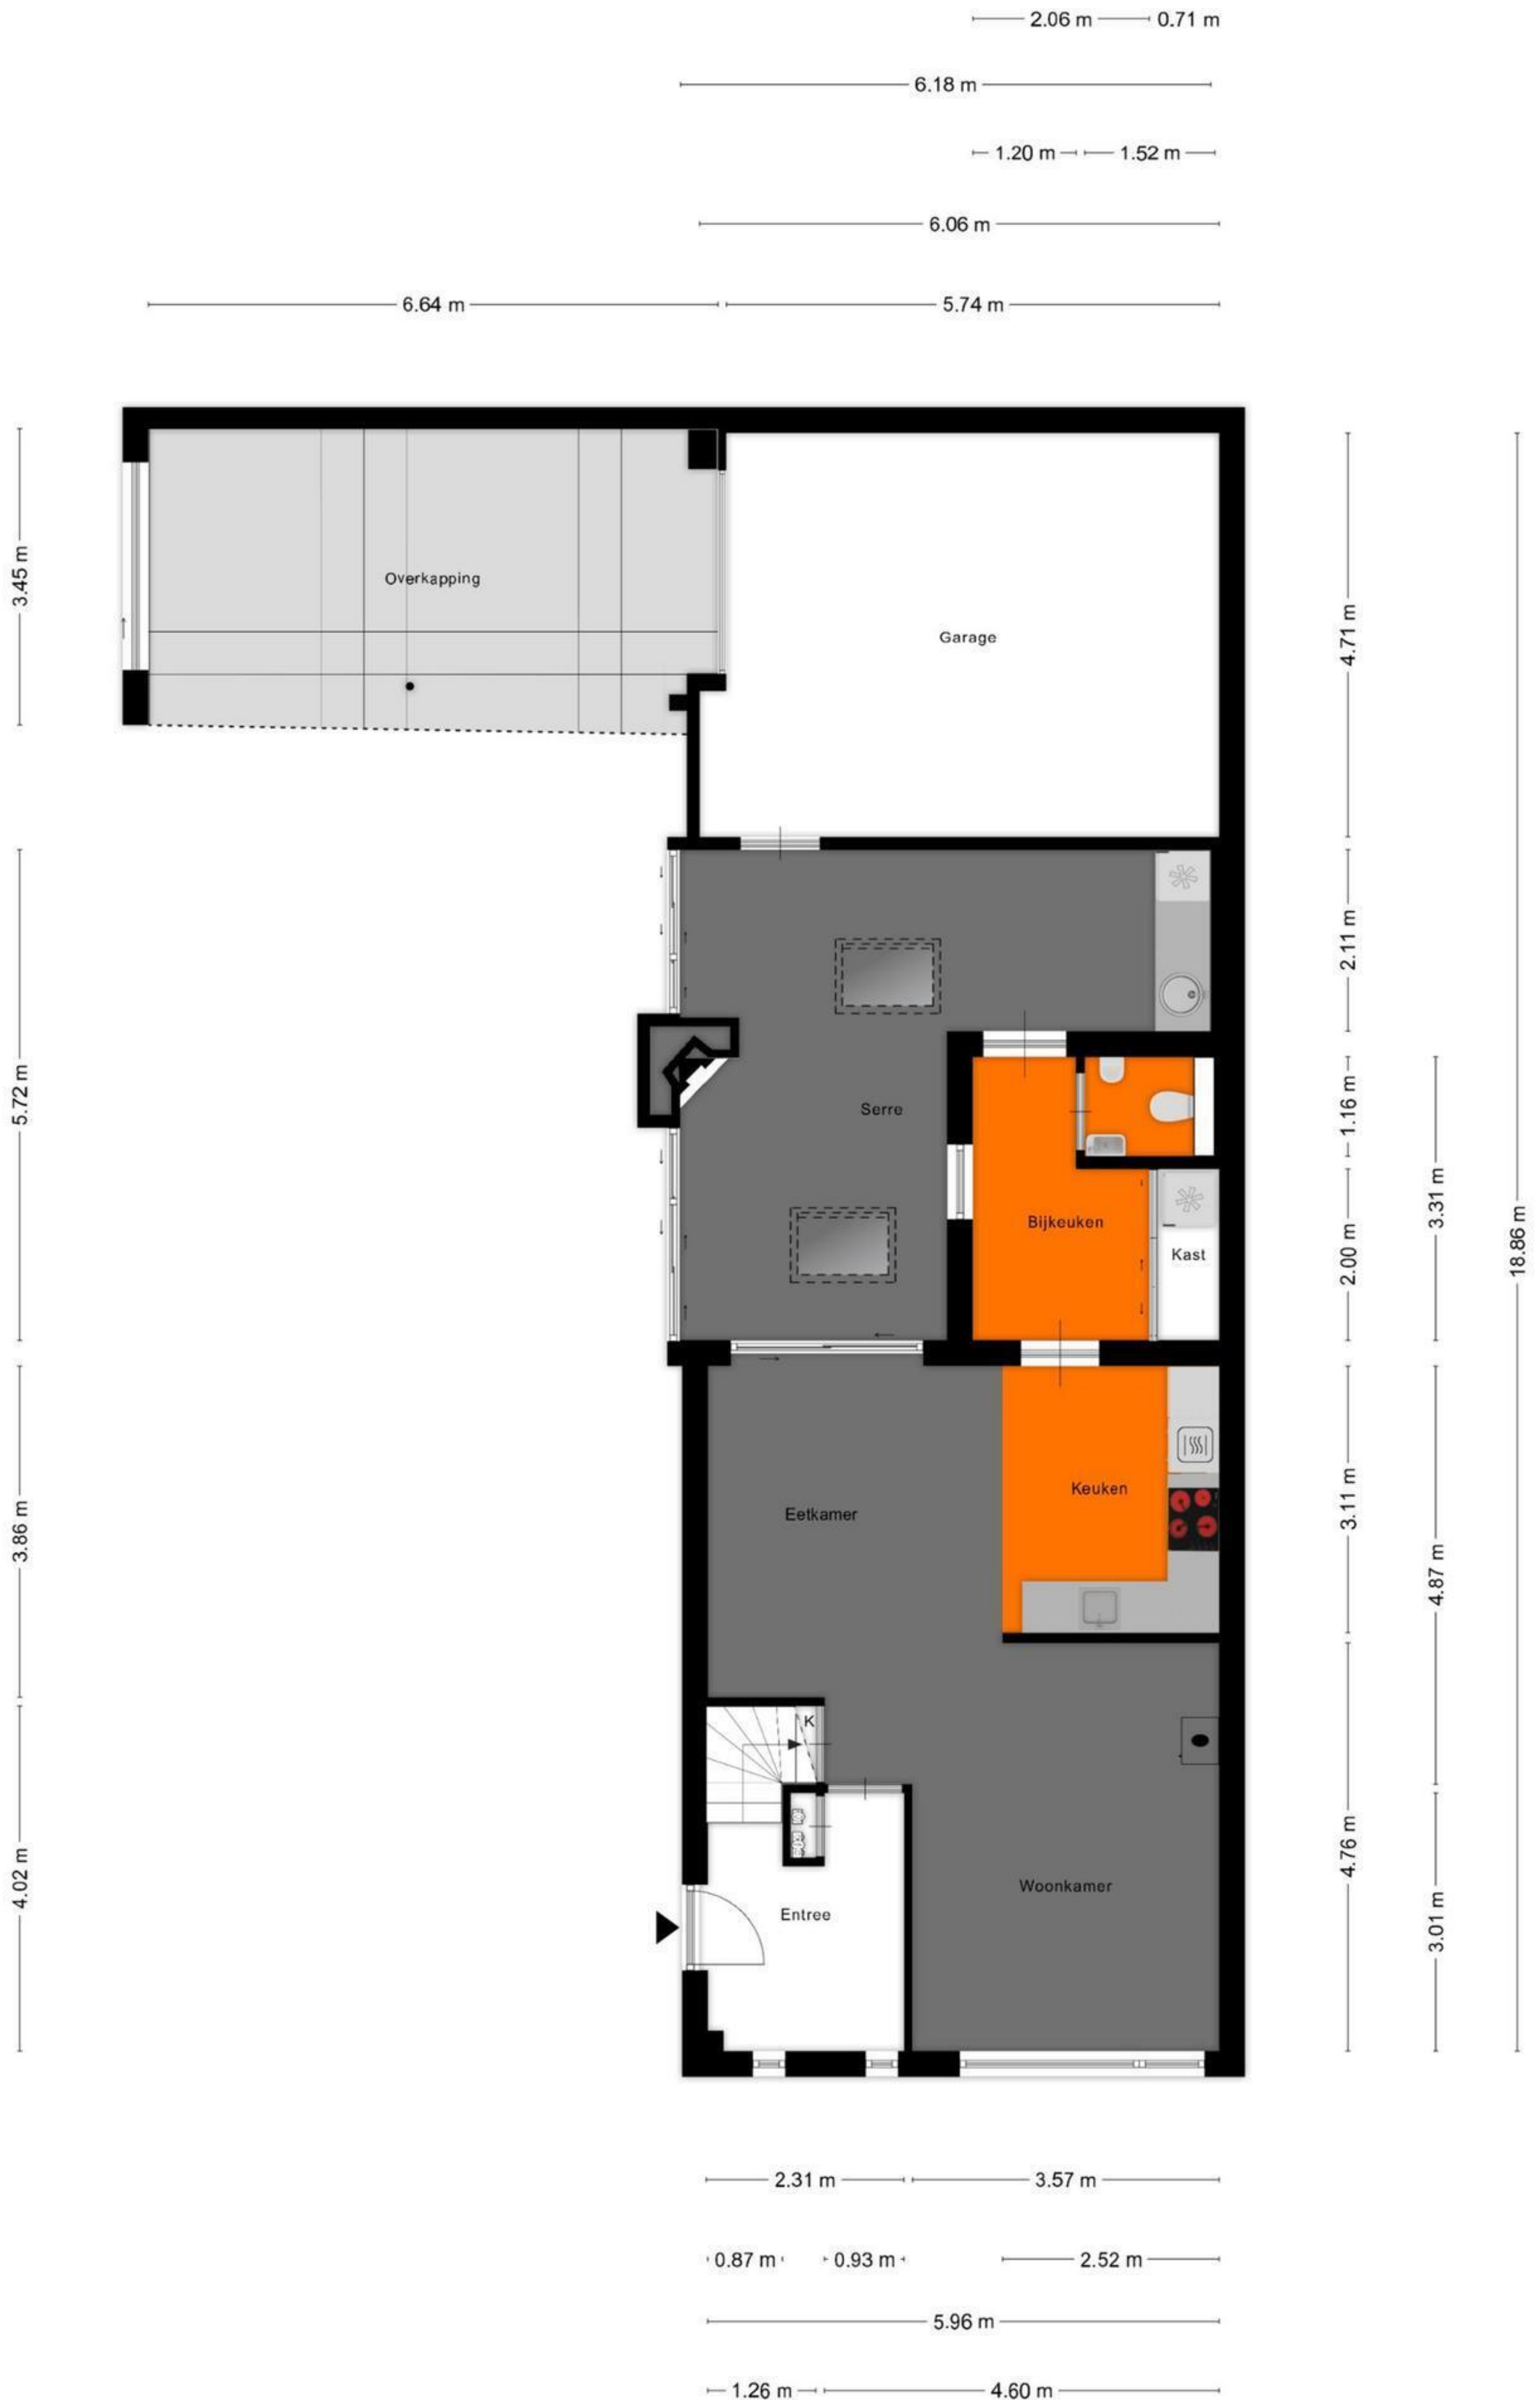 2.06 m 0.71 m
6.18 m
1.20 m 1.52 m
6.06 m
6.64 m 5.74 m
3.45 m
Overkapping
Garage
4.71 m
2.11 m
5.72 m
Serre
1.16 m
Bijkeuken
3.31 m
18.86 m
Kast
2.00 m
Keuken
Eetkamer
3.11 m
3.86 m
4.87 m
K
4.02 m
4.76 m
Woonkamer
Entree
3.01 m
2.31 m 3.57 m
0.87 m 0.93 m 2.52 m
5.96 m
1.26 m 4.60 m